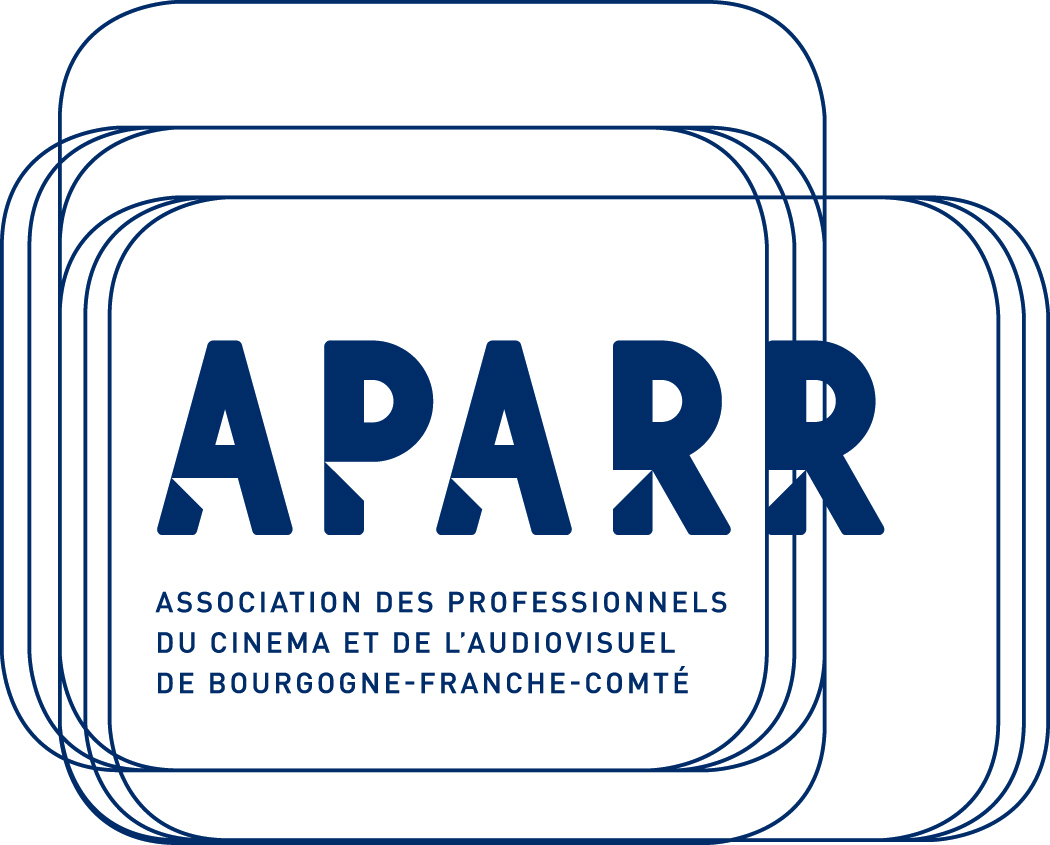 APARR
ASSOCIATION DES PROFESSIONNELS
DU CINEMA ET DE L’AUDIOVISUEL
DE BOURGOGNE-FRANCHE-COMTÉ